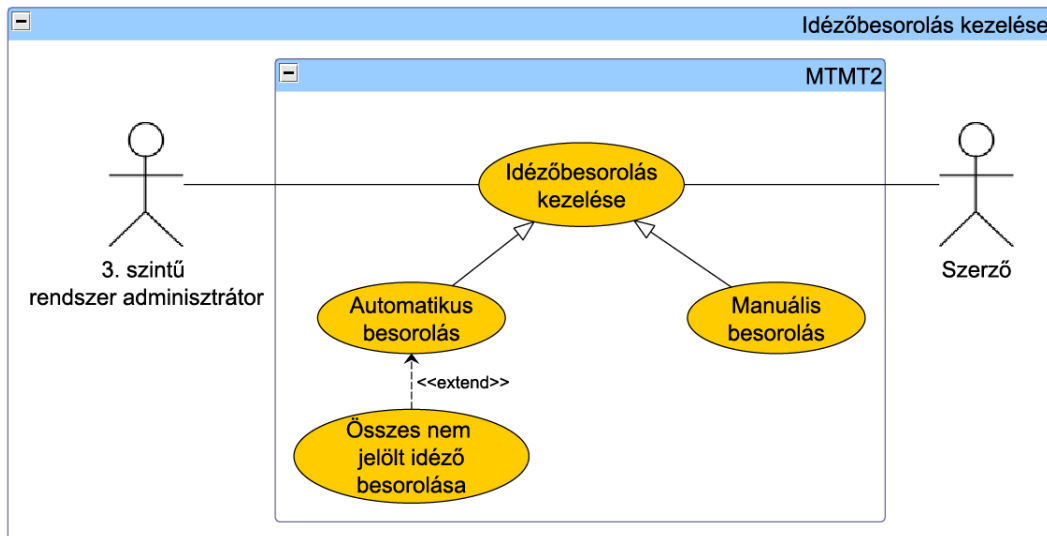 Idézőbesorolás kezelése
MTMT2
Idézőbesorolás
kezelése
3. szintű
rendszer adminisztrátor
Szerző
Automatikus
besorolás
Manuális
besorolás
<<extend>>
Összes nem
jelölt idéző
besorolása